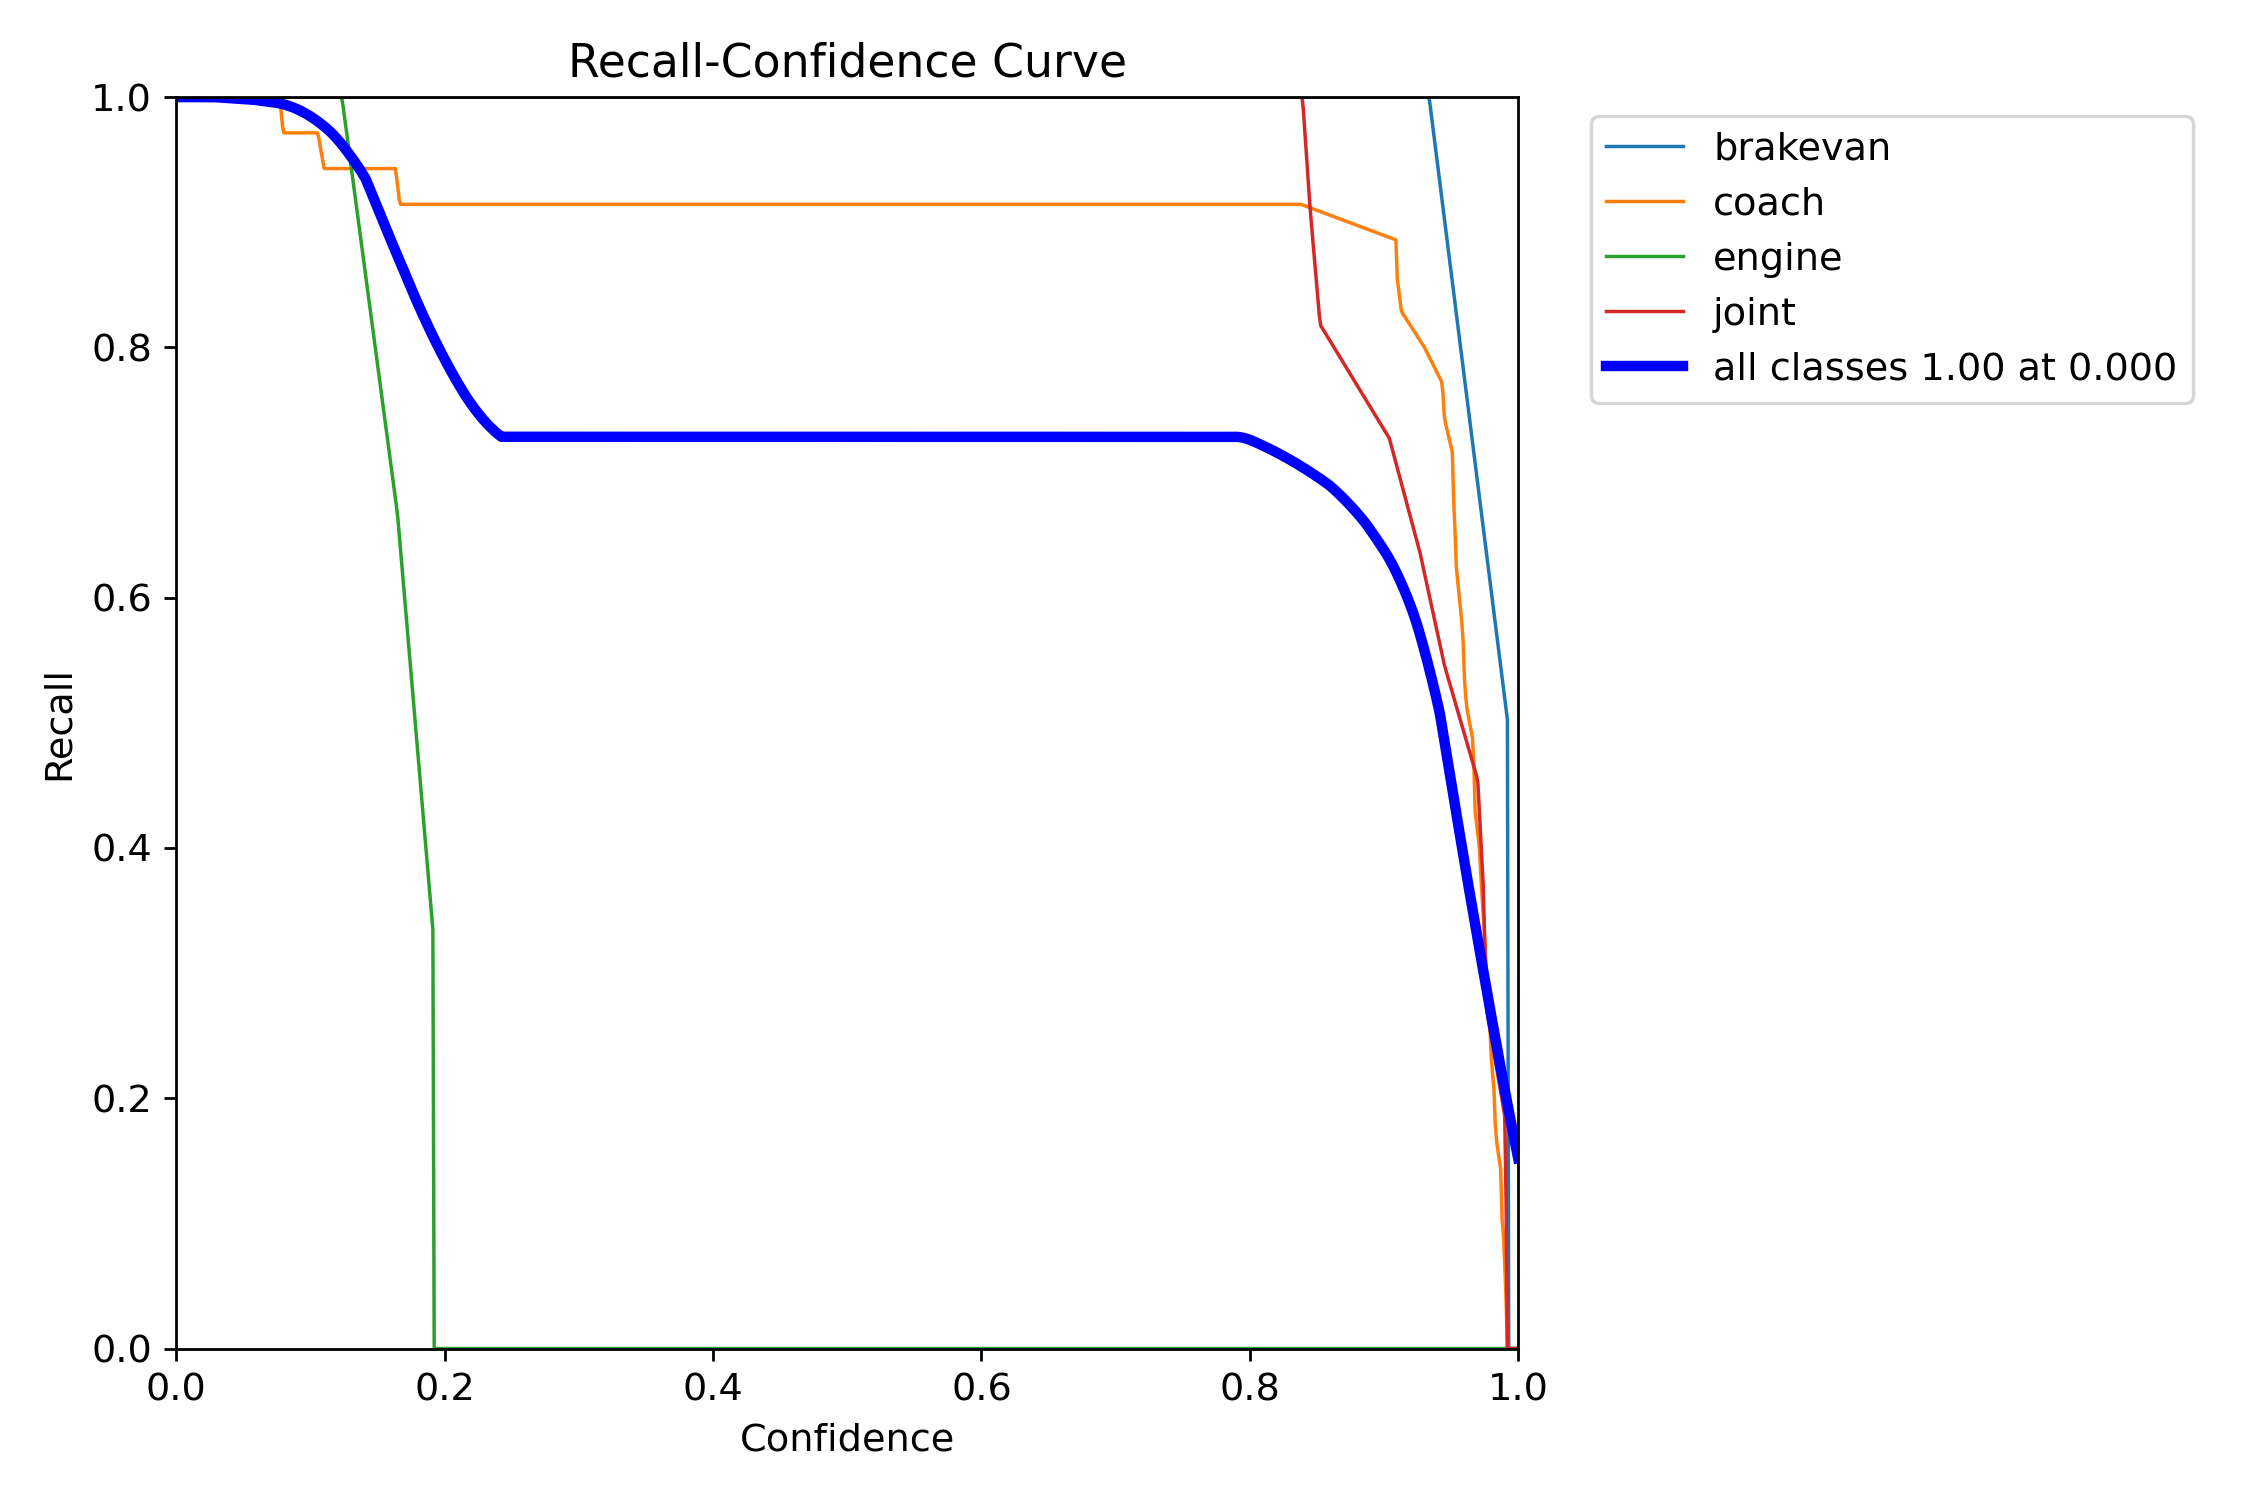 Recall-Confidence Curve
1.0
0.8
0.6
0.4
0.2
0.0
Recall
0.0 0.2 0.4 0.6 0.8 1.0
Confidence
brakevan
coach
engine
joint
all classes 1.00 at 0.000